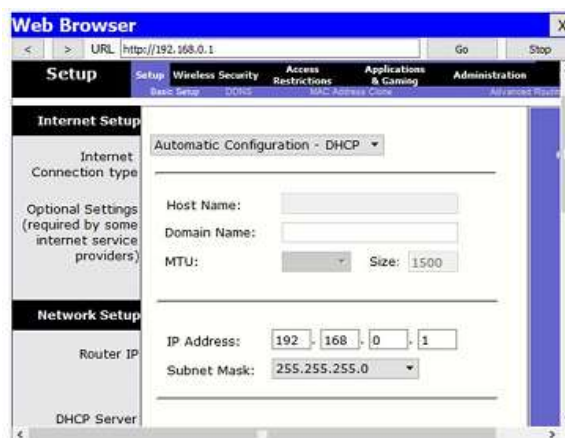 Web Browser
X
< > URL http://192.168.0.1 Go Stop
Setup
Setup Wireless Security Access Restrictions Applications & Gaming Administration
Basic Setup DDNS MAC Address Clone Advanced Routin
Internet Setup
Internet Connection type
Automatic Configuration - DHCP
Optional Settings (required by some internet service providers)
Host Name:
Domain Name:
MTU: Size: 1500
Network Setup
Router IP
IP Address: 192 . 168 . 0 . 1
Subnet Mask: 255.255.255.0
DHCP Server